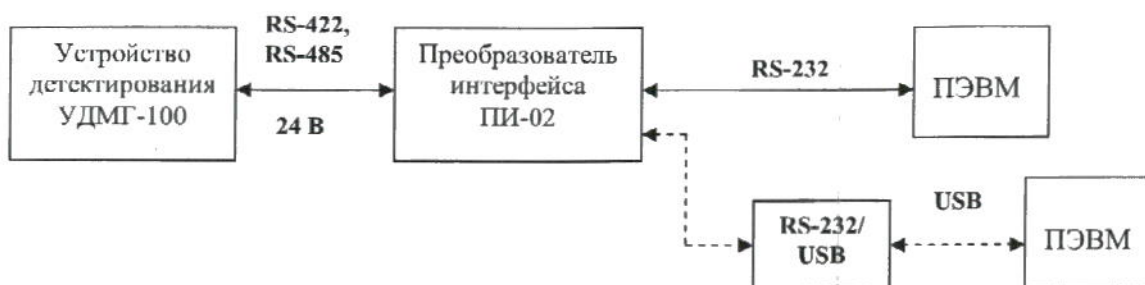 Устройство
детектирования
УДМГ-100
RS-422,
RS-485
24 В
Преобразователь
интерфейса
ПИ-02
RS-232
ПЭВМ
RS-232/
USB
USB
ПЭВМ